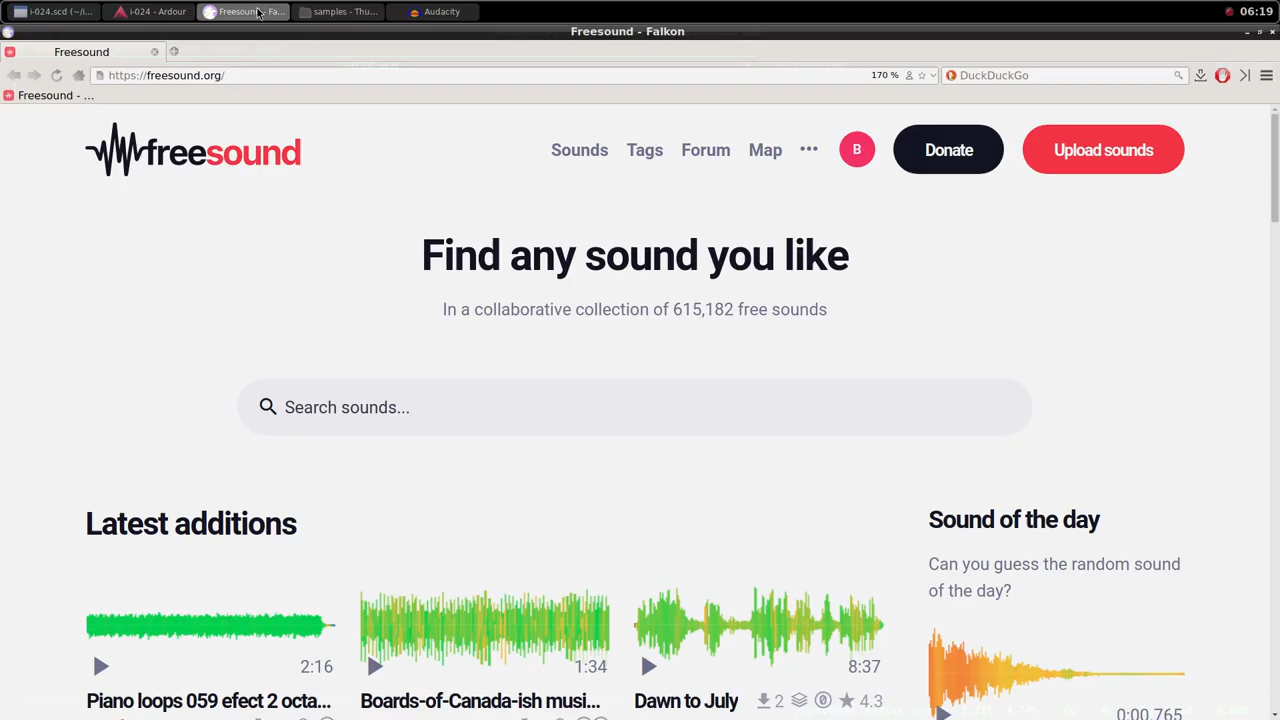 i-024.scd (~/i...
i-024 - Ardour
Freesound - Fa...
samples - Thu...
Audacity
06:19
Freesound - Falkon
Freesound
https://freesound.org/
170 %
DuckDuckGo
Freesound - ...
freesound
Sounds
Tags
Forum
Map
B
Donate
Upload sounds
Find any sound you like
In a collaborative collection of 615,182 free sounds
Search sounds...
Latest additions
Sound of the day
Can you guess the random sound
of the day?
2:16
1:34
8:37
Piano loops 059 efect 2 octa...
Boards-of-Canada-ish musi...
Dawn to July
2
4.3
0:00.765